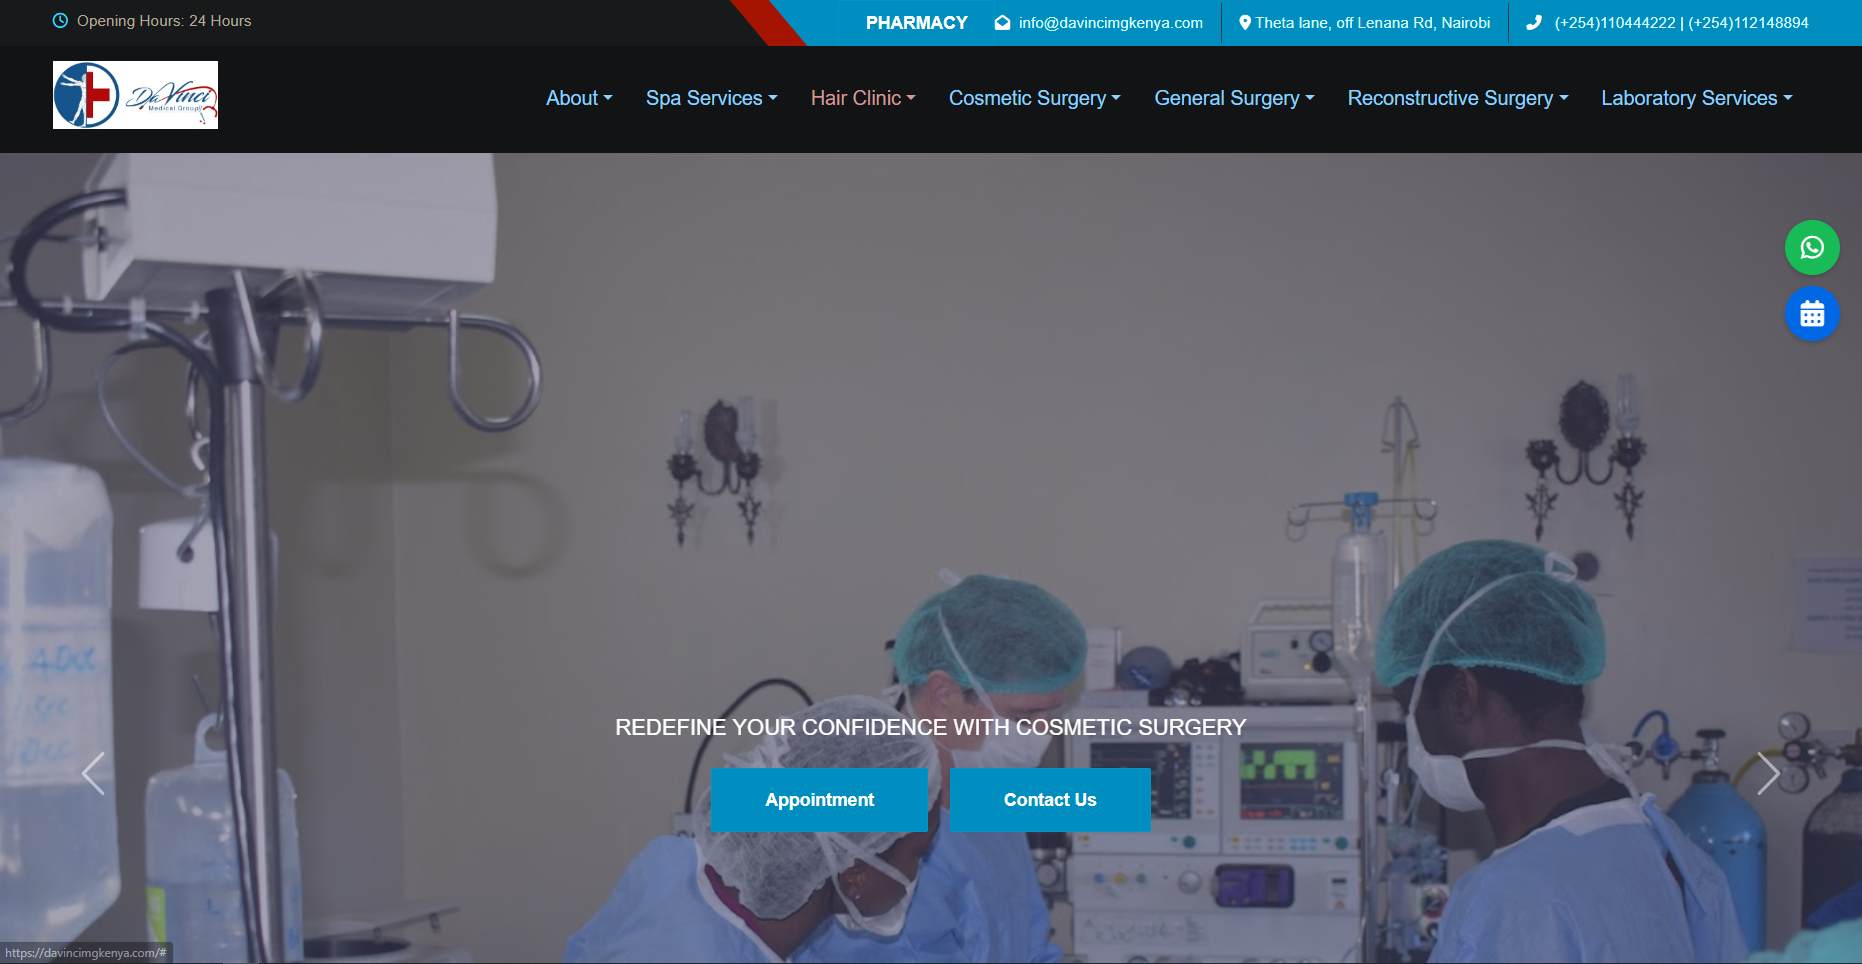 Opening Hours: 24 Hours
PHARMACY
info@davincimgkenya.com
Theta lane, off Lenana Rd, Nairobi
(+254)110444222 | (+254)112148894
DaVinci
Medical Group
About
Spa Services
Hair Clinic
Cosmetic Surgery
General Surgery
Reconstructive Surgery
Laboratory Services
REDEFINE YOUR CONFIDENCE WITH COSMETIC SURGERY
Appointment
Contact Us
https://davincimgkenya.com/#